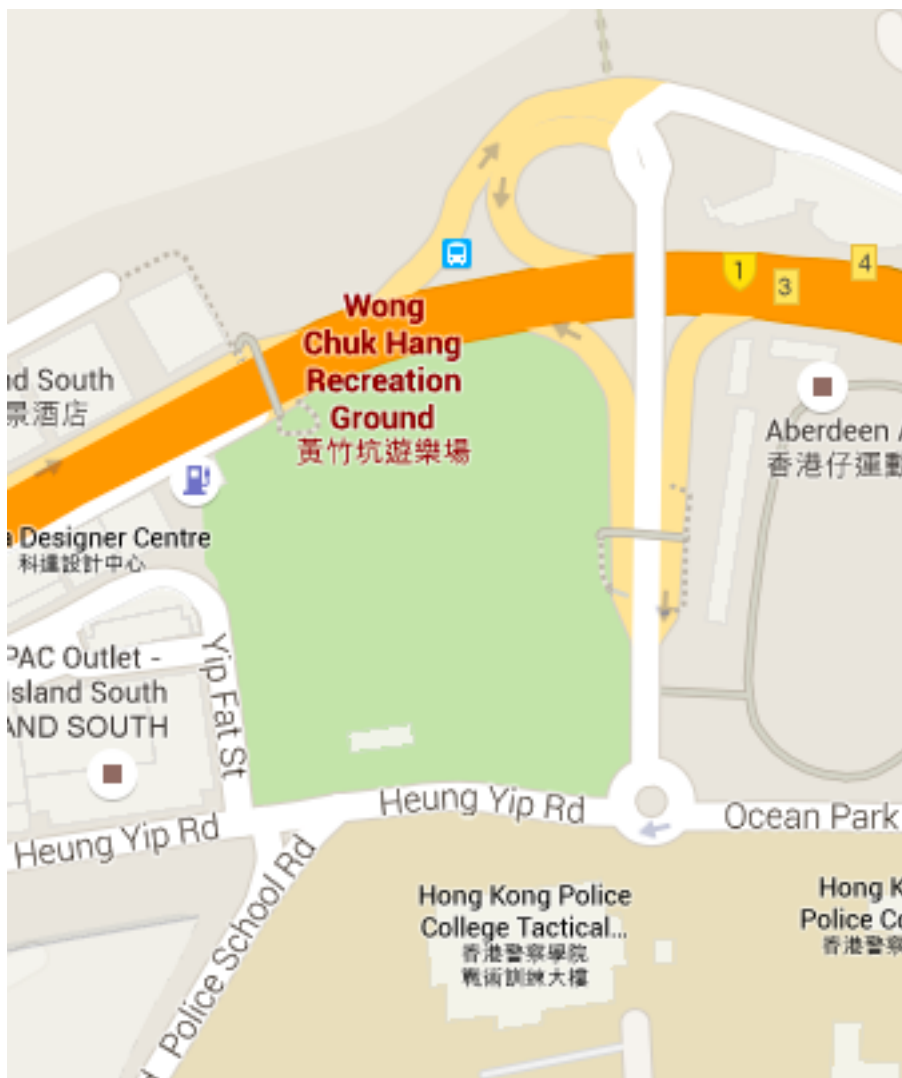 1
4
3
Wong
Chuk Hang
Recreation
Ground
黃竹坑遊樂場
d South
景酒店
Aberdeen A
香港仔運動
a Designer Centre
科達設計中心
PAC Outlet -
Island South
AND SOUTH
Yip Fat St
Heung Yip Rd
Heung Yip Rd
Ocean Park
Police School Rd
Hong Kong Police
College Tactical...
香港警察學院
戰術訓練大樓
Hong K
Police Co
香港警察